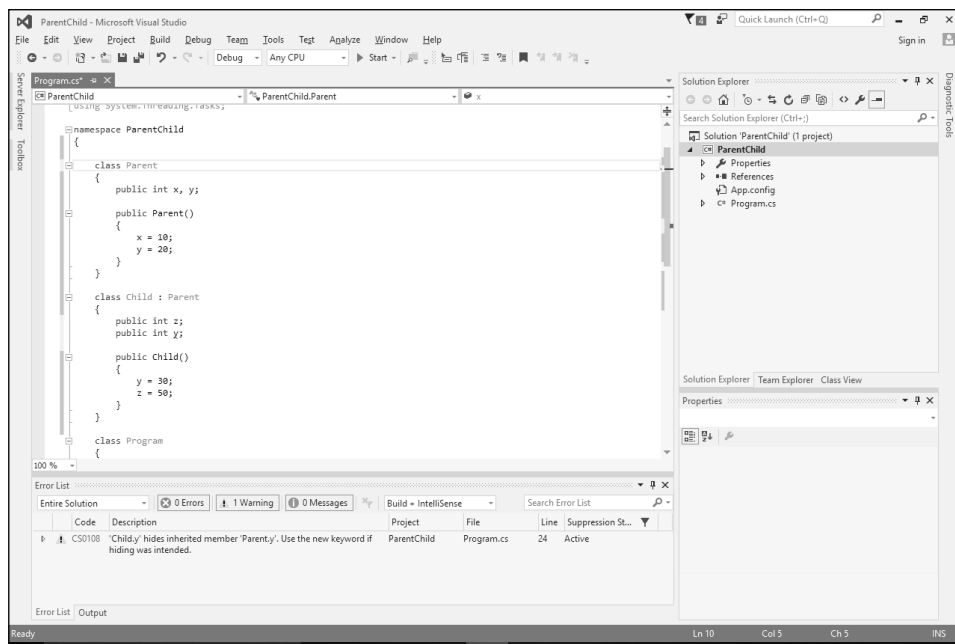 ParentChild - Microsoft Visual Studio
Quick Launch (Ctrl+Q)
File Edit View Project Build Debug Team Tools Test Analyze Window Help
Sign in
Debug Any CPU Start
Server Explorer
Toolbox
Program.cs*
ParentChild ParentChild.Parent x
using System.Threading.Tasks;
namespace ParentChild
{
class Parent
{
public int x, y;
public Parent()
{
x = 10;
y = 20;
}
}
class Child : Parent
{
public int z;
public int y;
public Child()
{
y = 30;
z = 50;
}
}
class Program
{
100 %
Solution Explorer
Search Solution Explorer (Ctrl+;)
Solution 'ParentChild' (1 project)
C# ParentChild
Properties
References
App.config
C# Program.cs
Solution Explorer Team Explorer Class View
Properties
Diagnostic Tools
Error List
Entire Solution 0 Errors 1 Warning 0 Messages Build + IntelliSense Search Error List
Code Description Project File Line Suppression St...
CS0108 'Child.y' hides inherited member 'Parent.y'. Use the new keyword if ParentChild Program.cs 24 Active
hiding was intended.
Error List Output
Ready Ln 10 Col 5 Ch 5 INS